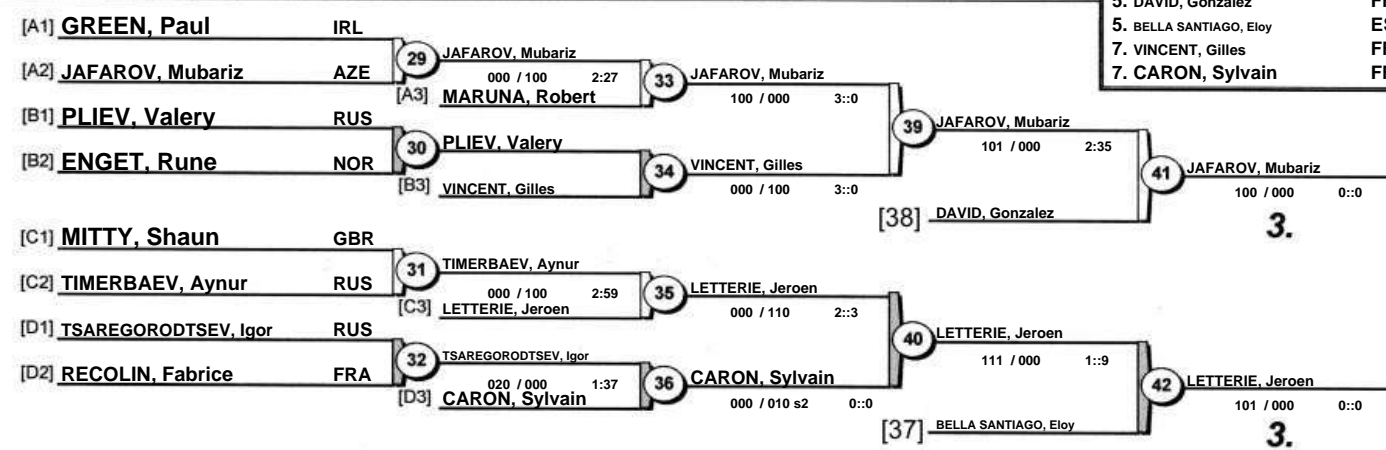 5. DAVID, Gonzalez
5. BELLA SANTIAGO, Eloy
7. VINCENT, Gilles
7. CARON, Sylvain
[A1] GREEN, Paul IRL
[A2] JAFAROV, Mubariz AZE
29 JAFAROV, Mubariz
000 / 100 2:27
[A3] MARUNA, Robert
33 JAFAROV, Mubariz
100 / 000 3::0
[B1] PLIEV, Valery RUS
[B2] ENGET, Rune NOR
30 PLIEV, Valery
[B3] VINCENT, Gilles
34 VINCENT, Gilles
000 / 100 3::0
39 JAFAROV, Mubariz
101 / 000 2:35
[38] DAVID, Gonzalez
41 JAFAROV, Mubariz
100 / 000 0::0
3.
[C1] MITTY, Shaun GBR
[C2] TIMERBAEV, Aynur RUS
31 TIMERBAEV, Aynur
000 / 100 2:59
[C3] LETTERIE, Jeroen
35 LETTERIE, Jeroen
000 / 110 2::3
[D1] TSAREGORODTSEV, Igor RUS
[D2] RECOLIN, Fabrice FRA
32 TSAREGORODTSEV, Igor
020 / 000 1:37
[D3] CARON, Sylvain
36 CARON, Sylvain
000 / 010 s2 0::0
40 LETTERIE, Jeroen
111 / 000 1::9
[37] BELLA SANTIAGO, Eloy
42 LETTERIE, Jeroen
101 / 000 0::0
3.